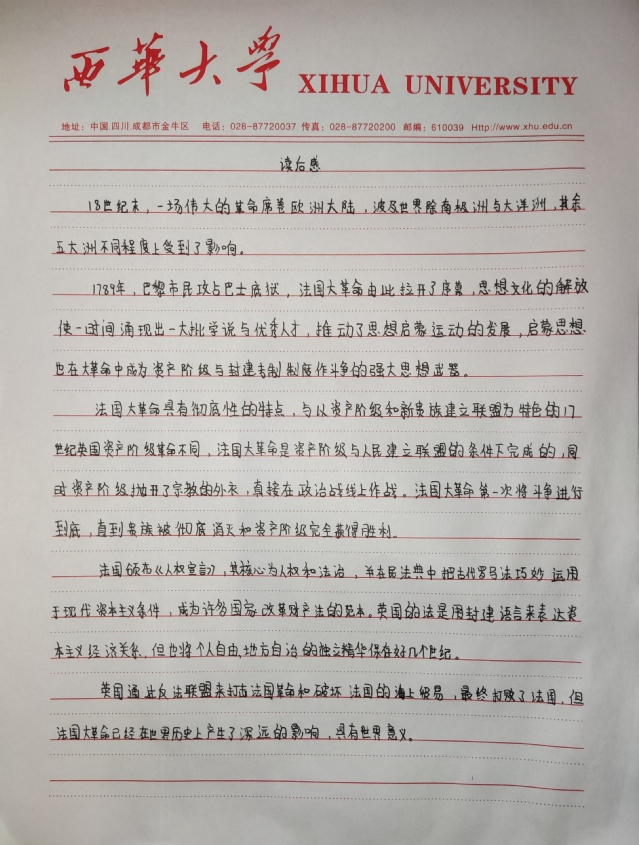 西華大學 XIHUA UNIVERSITY
地址：中国.四川.成都市金牛区 电话：028-87720037 传真：028-87720200 邮编：610039 Http://www.xhu.edu.cn
读后感
18世纪末，一场伟大的革命席卷欧洲大陆，波及世界除南极洲与大洋洲，其余
五大洲不同程度上受到了影响。
1789年，巴黎市民攻占巴士底狱，法国大革命由此拉开了序幕，思想文化的解放
使一时间涌现出一大批学说与优秀人才，推动了思想启蒙运动的发展，启蒙思想
也在大革命中成为资产阶级与封建专制制度作斗争的强大思想武器。
法国大革命具有彻底性的特点，与以资产阶级和新贵族建立联盟为特色的17
世纪英国资产阶级革命不同，法国大革命是资产阶级与人民建立联盟的条件下完成的，同
时资产阶级抛开了宗教的外衣，直接在政治战线上作战。法国大革命第一次将斗争进行
到底，直到贵族被彻底消灭和资产阶级完全获得胜利。
法国颁布《人权宣言》，其核心为人权和法治，并在民法典中把古代罗马法巧妙运用
于现代资本主义条件，成为许多国家改革财产法的范本。英国的法是用封建语言来表达资
本主义经济关系，但也将个人自由、地方自治的独立精华保存好几个世纪。
英国通过反法联盟来打击法国革命和破坏法国的海上贸易，最终打败了法国，但
法国大革命已经在世界历史上产生了深远的影响，具有世界意义。